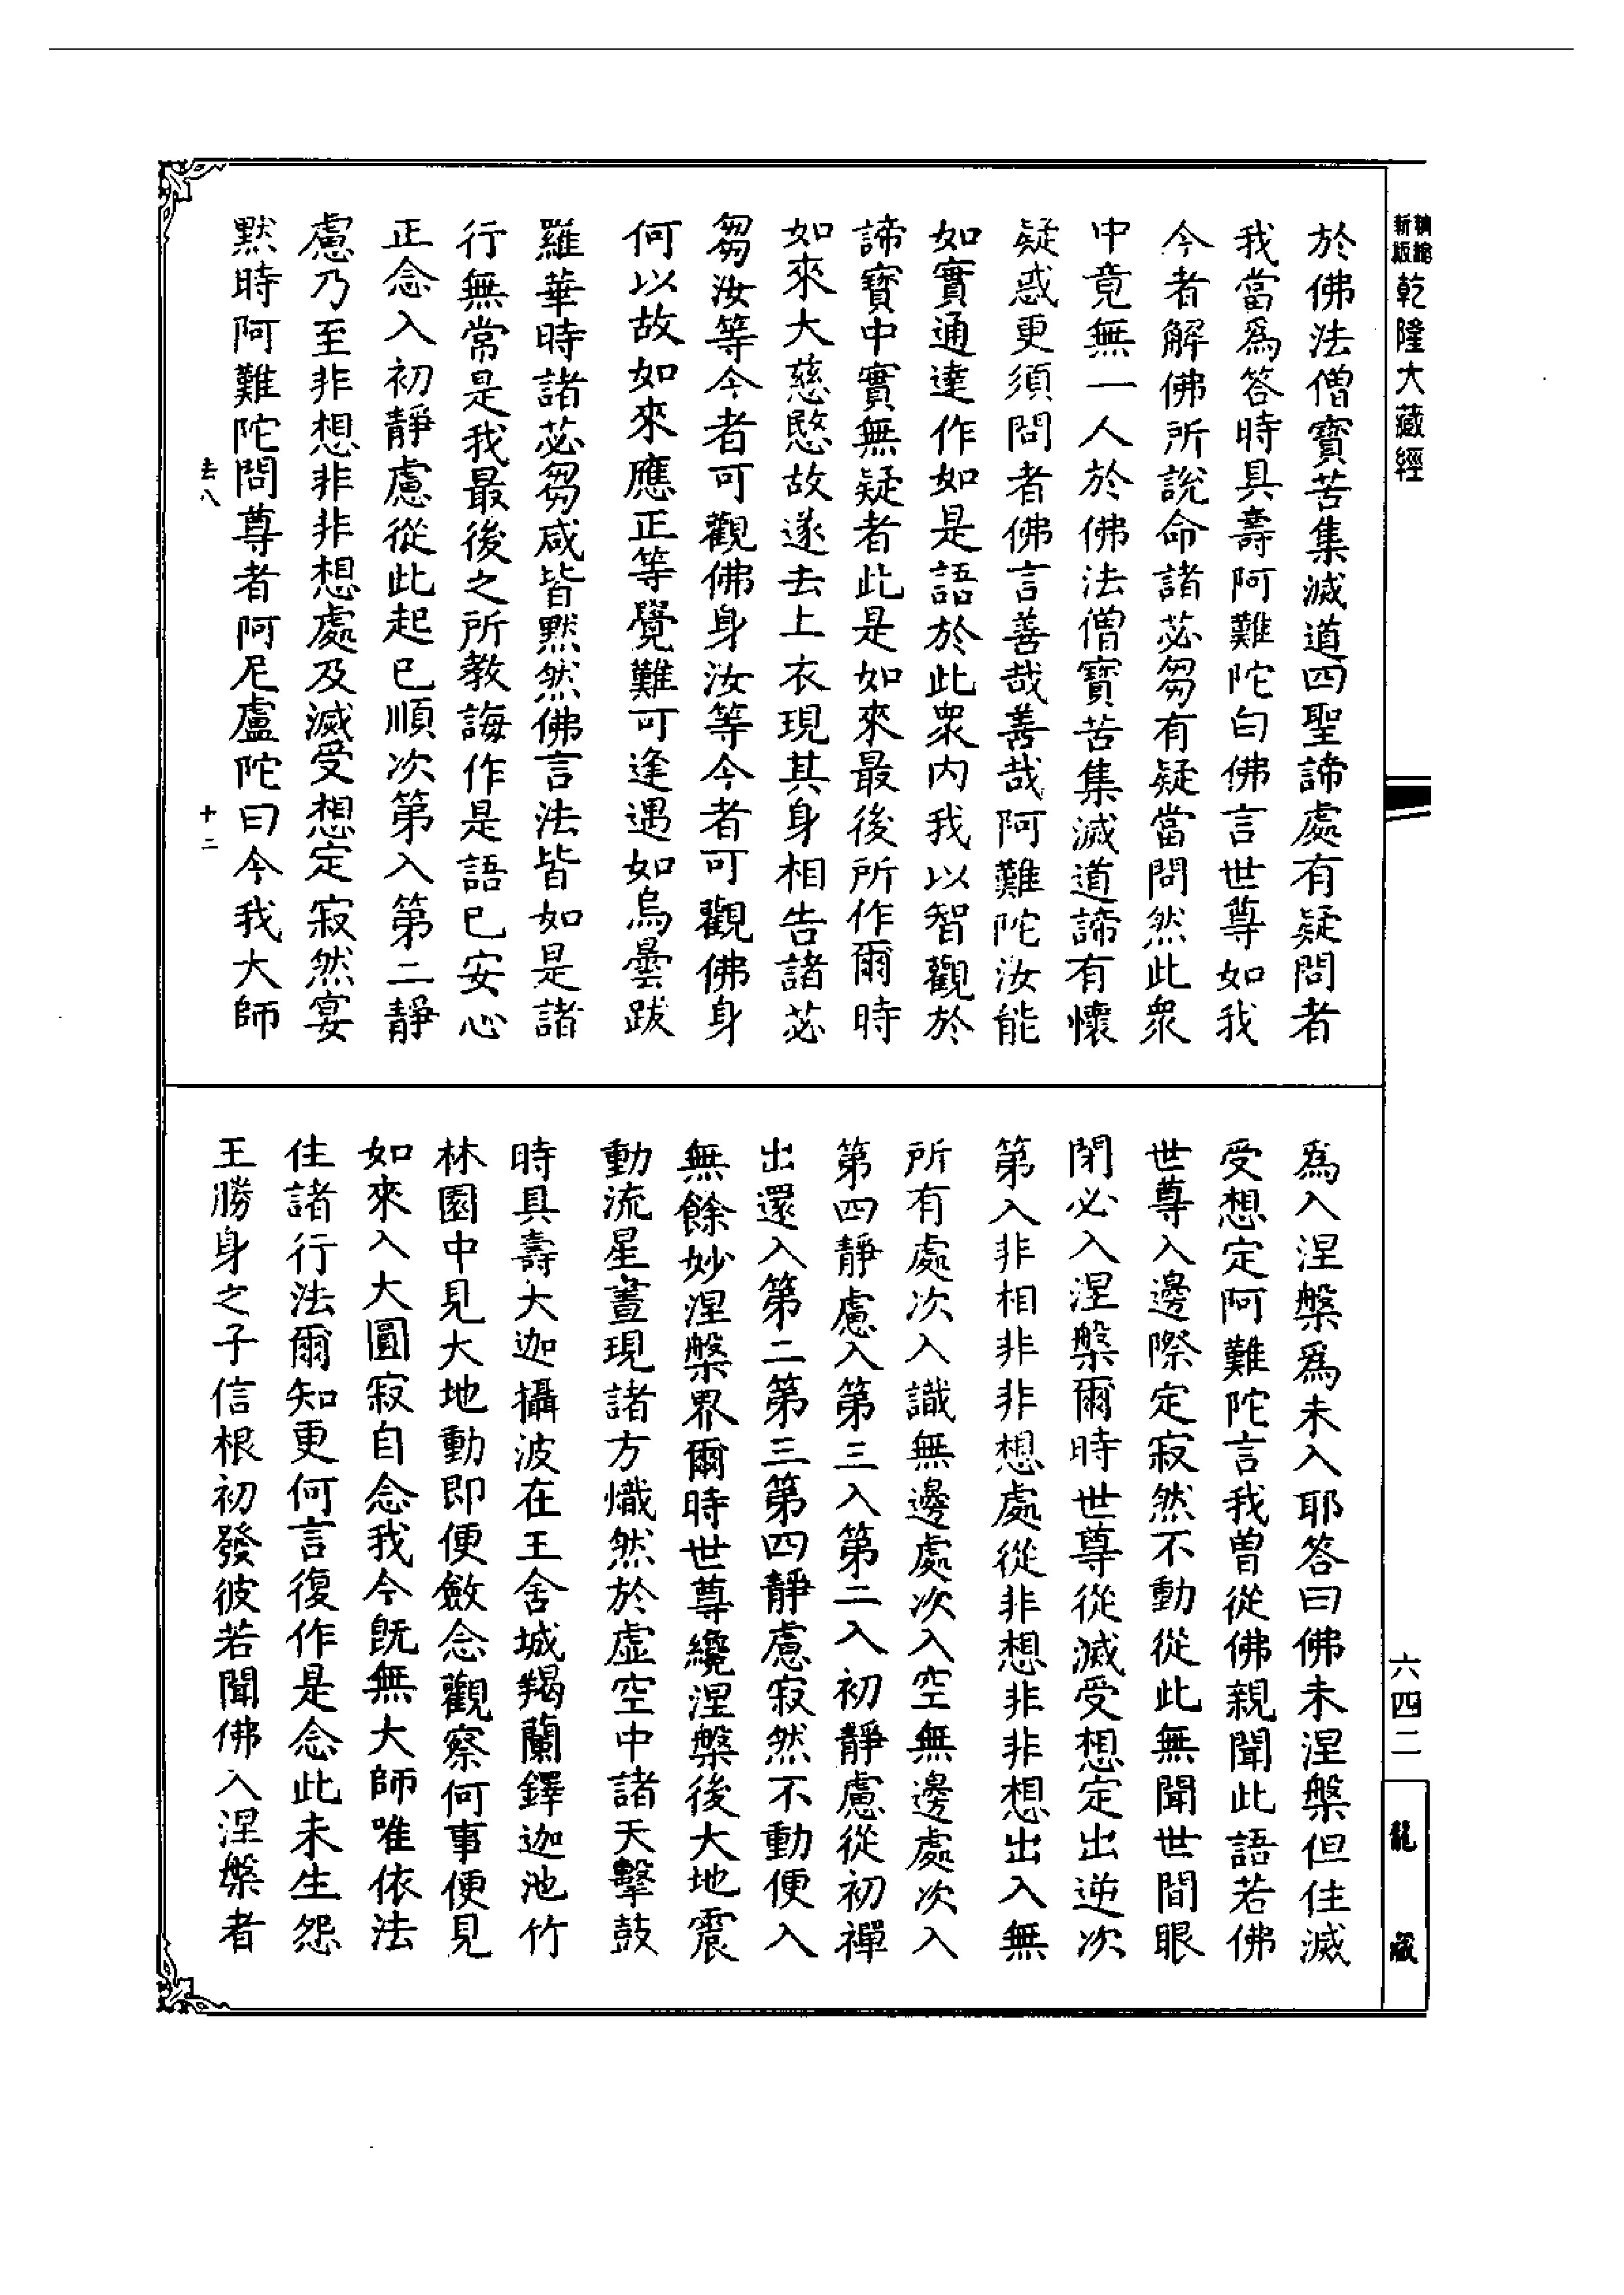 新版
精縮
乾隆大藏經
於佛法僧寶苦集滅道四聖諦處有疑問者
我當爲答時具壽阿難陀白佛言世尊如我
今者解佛所說命諸苾芻有疑當問然此衆
中竟無一人於佛法僧寶苦集滅道諦有懷
疑惑更須問者佛言善哉善哉阿難陀汝能
如實通達作如是語於此衆內我以智觀於
諦寶中實無疑者此是如來最後所作爾時
如來大慈愍故遂去上衣現其身相告諸苾
芻汝等今者可觀佛身汝等今者可觀佛身
何以故如來應正等覺難可逢遇如烏曇跋
羅華時諸苾芻咸皆默然佛言法皆如是諸
行無常是我最後之所教誨作是語已安心
正念入初靜慮從此起已順次第入第二靜
慮乃至非想非非想處及滅受想定寂然宴
默時阿難陀問尊者阿尼盧陀曰今我大師
去八
十二
爲入涅槃爲未入耶答曰佛未涅槃但住滅
受想定阿難陀言我曾從佛親聞此語若佛
世尊入邊際定寂然不動從此無聞世間眼
閉必入涅槃爾時世尊從滅受想定出逆次
第入非相非非想處從非想非非想出入無
所有處次入識無邊處次入空無邊處次入
第四靜慮入第三入第二入初靜慮從初禪
出還入第二第三第四靜慮寂然不動便入
無餘妙涅槃界爾時世尊纔涅槃後大地震
動流星晝現諸方熾然於虛空中諸天擊鼓
時具壽大迦攝波在王舍城羯蘭鐸迦池竹
林園中見大地動即便斂念觀察何事便見
如來入大圓寂自念我今既無大師唯依法
住諸行法爾知更何言復作是念此未生怨
王勝身之子信根初發彼若聞佛入涅槃者
六四二
龍藏